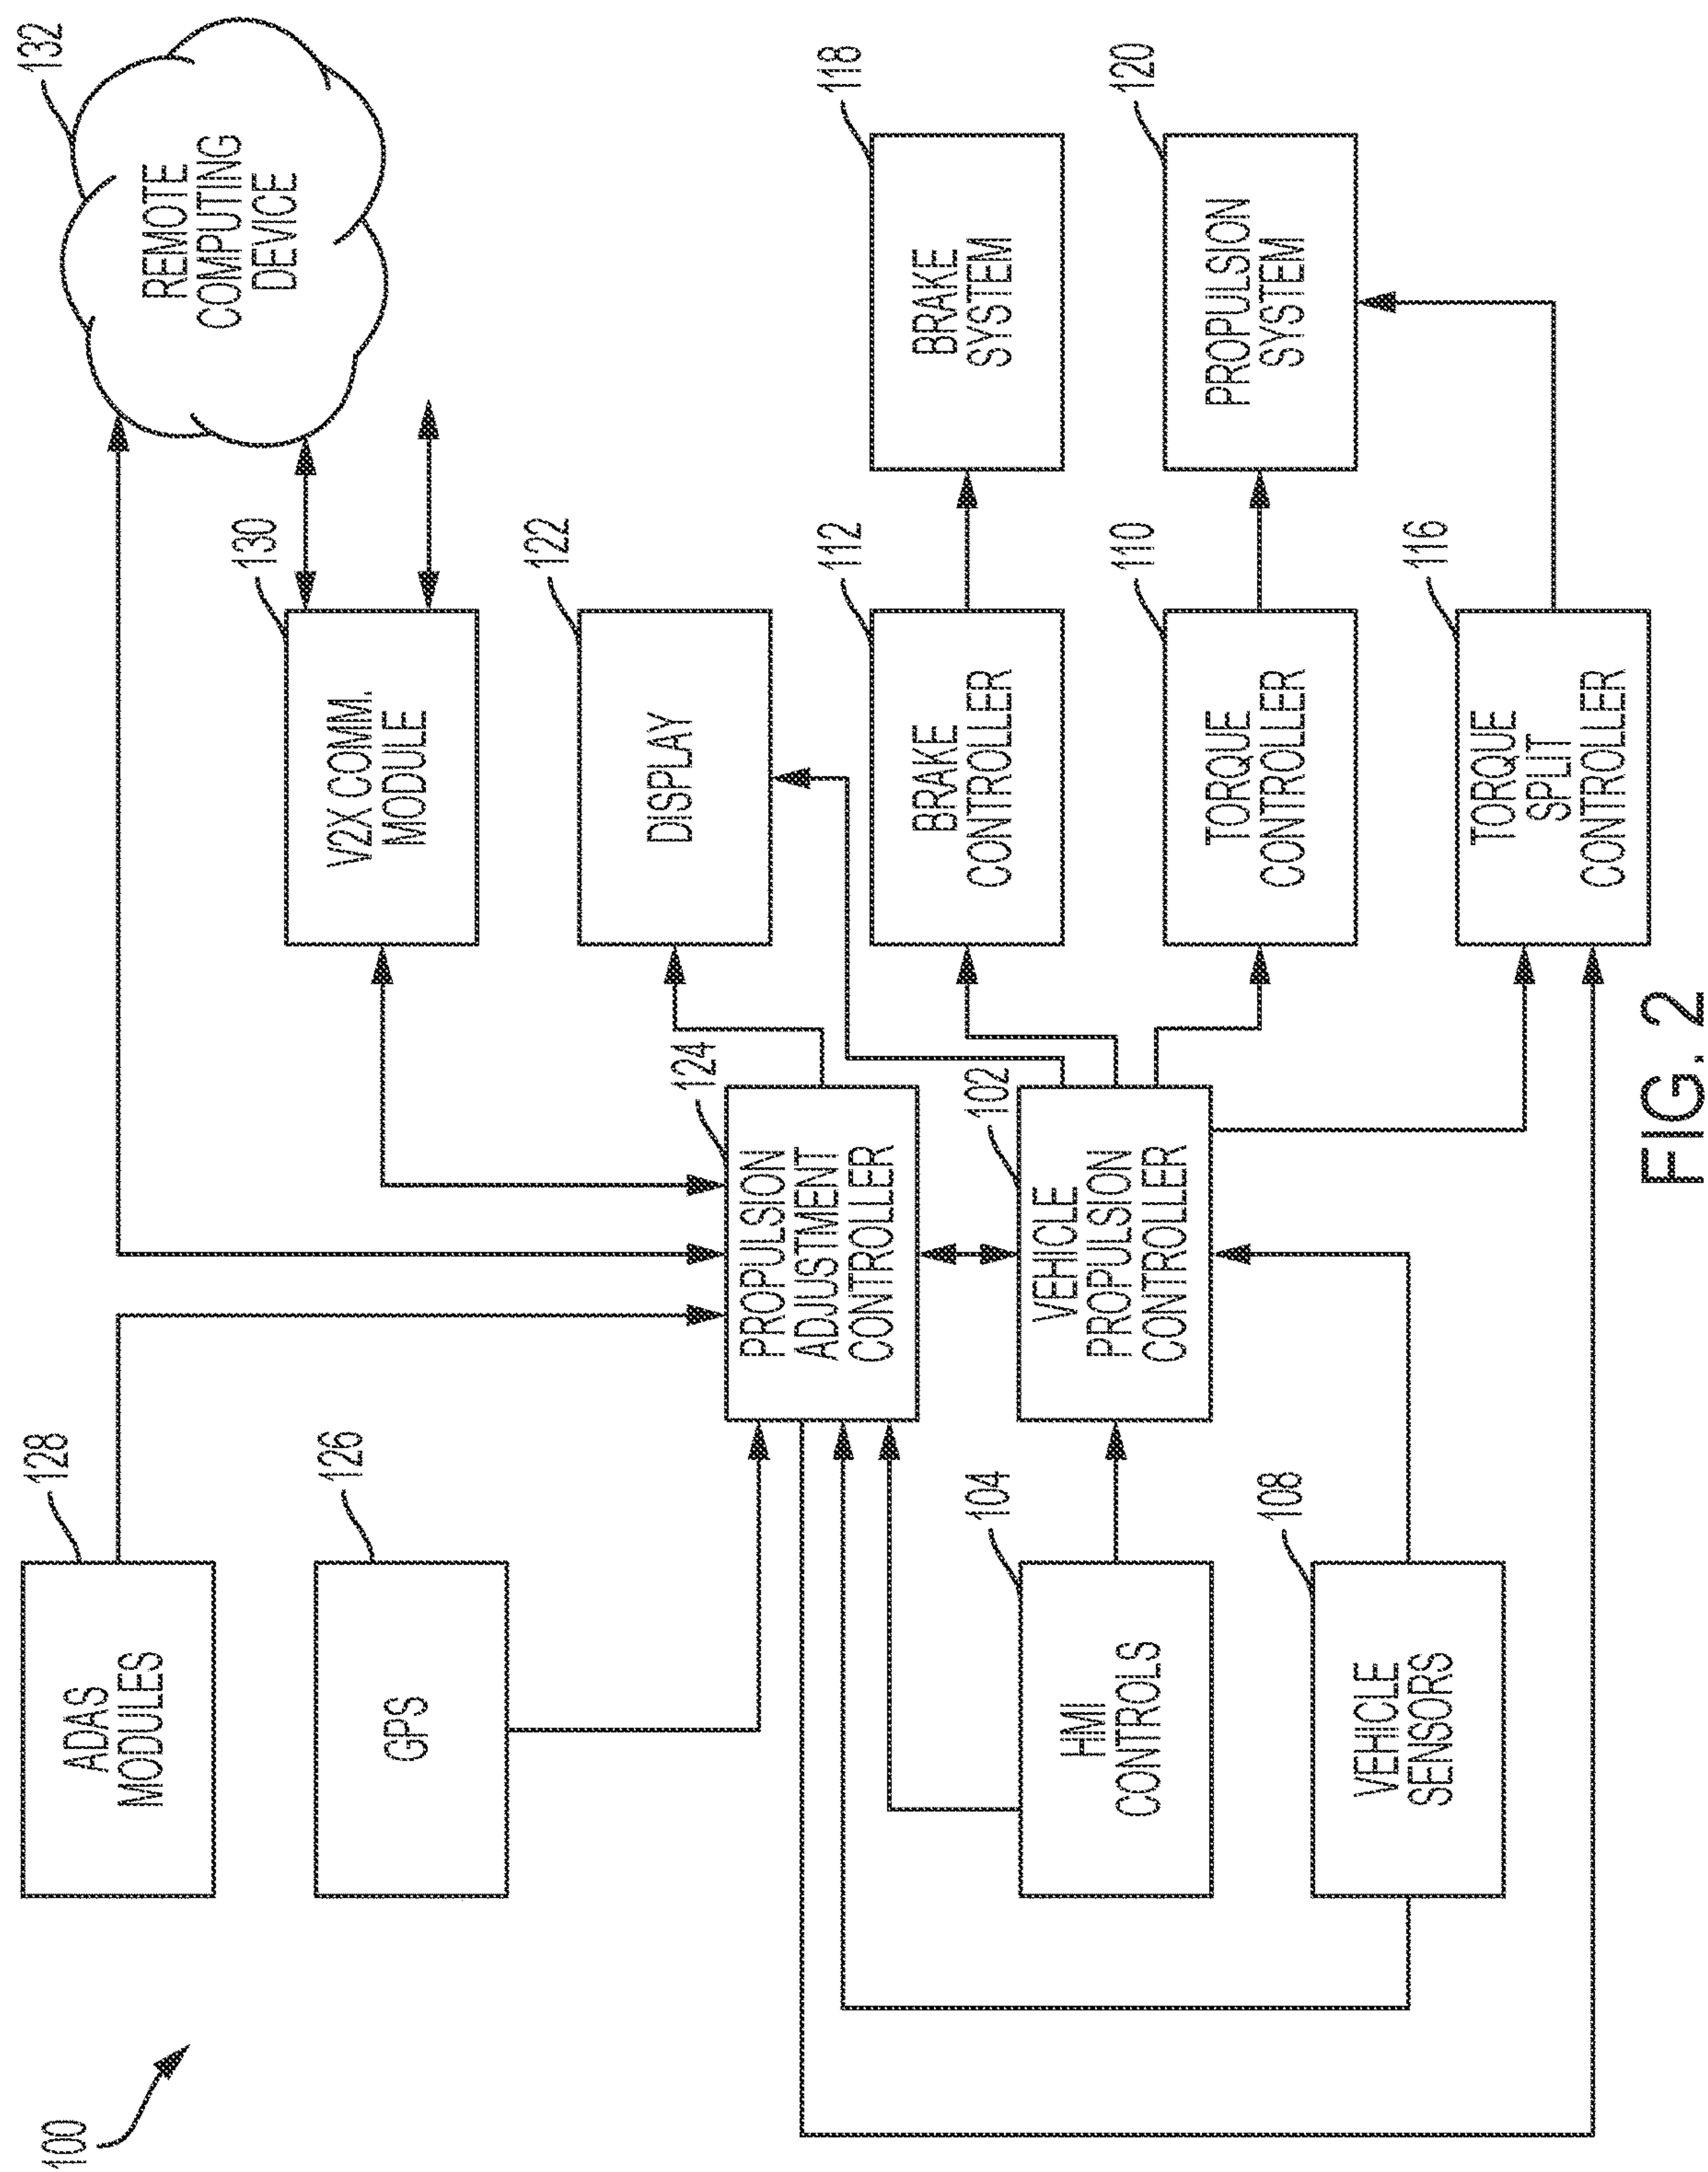 100
128
ADAS
MODULES
126
GPS
104
HMI
CONTROLS
108
VEHICLE
SENSORS
124
PROPULSION
ADJUSTMENT
CONTROLLER
102
VEHICLE
PROPULSION
CONTROLLER
130
V2X COMM.
MODULE
122
DISPLAY
112
BRAKE
CONTROLLER
110
TORQUE
CONTROLLER
116
TORQUE
SPLIT
CONTROLLER
132
REMOTE
COMPUTING
DEVICE
118
BRAKE
SYSTEM
120
PROPULSION
SYSTEM
FIG. 2